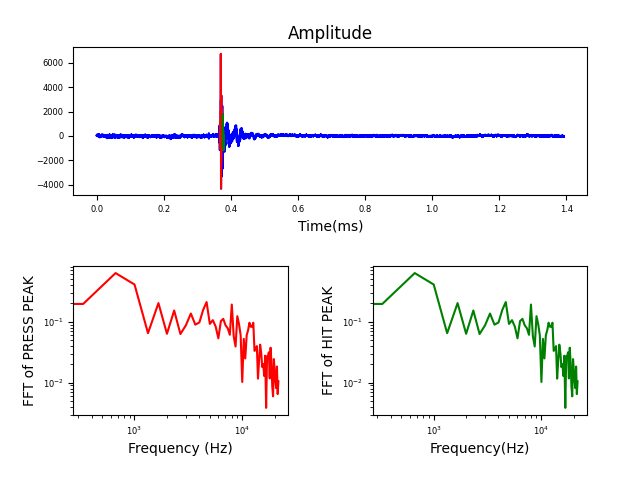 Amplitude
6000
4000
2000
0
−2000
−4000
0.0 0.2 0.4 0.6 0.8 1.0 1.2 1.4
Time(ms)
FFT of PRESS PEAK
10⁻¹
10⁻²
10³ 10⁴
Frequency (Hz)
FFT of HIT PEAK
10⁻¹
10⁻²
10³ 10⁴
Frequency(Hz)